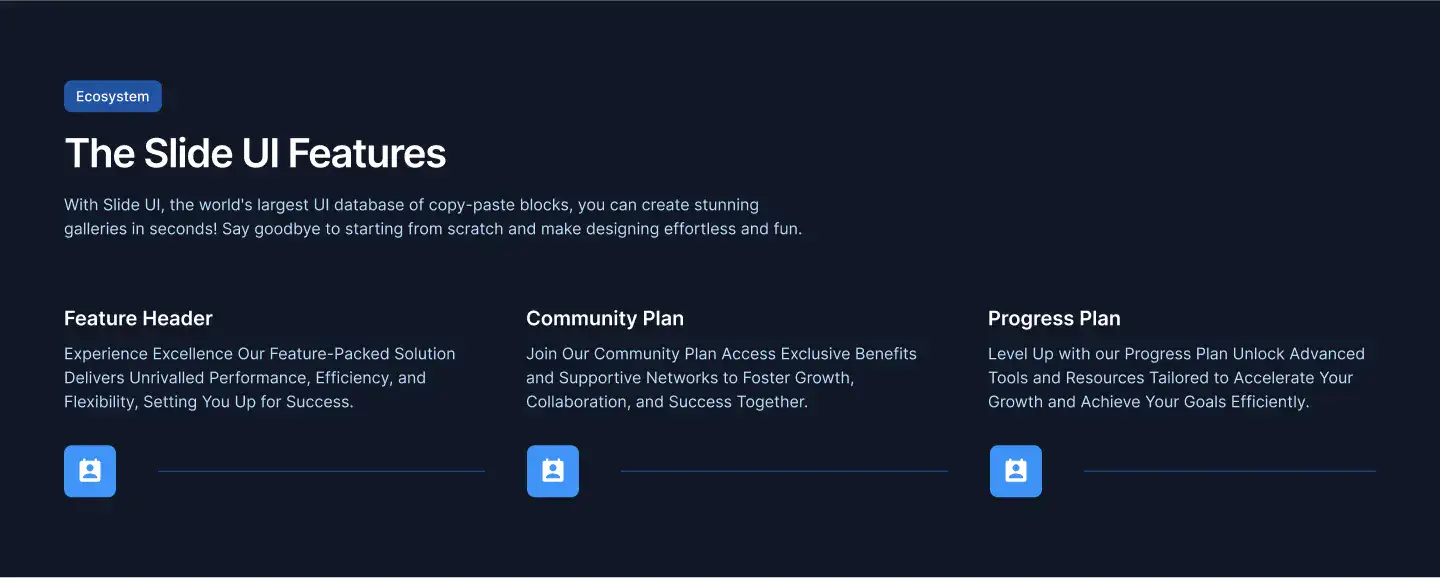 Ecosystem
The Slide UI Features
With Slide UI, the world's largest UI database of copy-paste blocks, you can create stunning
galleries in seconds! Say goodbye to starting from scratch and make designing effortless and fun.
Feature Header
Experience Excellence Our Feature-Packed Solution
Delivers Unrivalled Performance, Efficiency, and
Flexibility, Setting You Up for Success.
Community Plan
Join Our Community Plan Access Exclusive Benefits
and Supportive Networks to Foster Growth,
Collaboration, and Success Together.
Progress Plan
Level Up with our Progress Plan Unlock Advanced
Tools and Resources Tailored to Accelerate Your
Growth and Achieve Your Goals Efficiently.